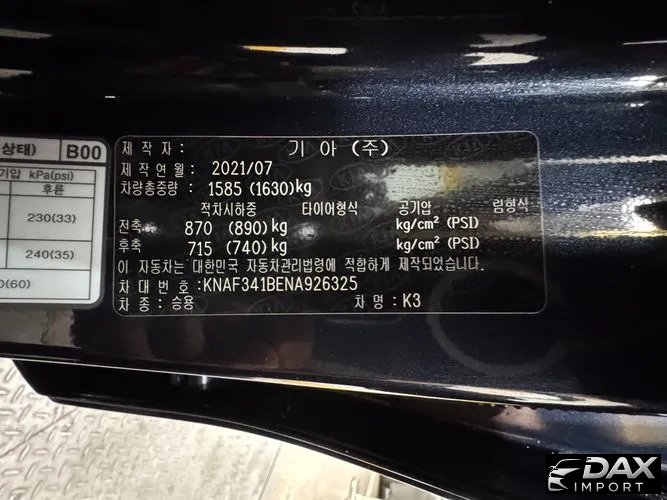 상태) B00
기압 kPa(psi)
후륜
230(33)
240(35)
0(60)
제 작 자 : 기 아 (주)
제 작 연 월 : 2021/07
차량총중량 : 1585 (1630)kg
적차시하중 타이어형식 공기압 림형식
전축 870 (890)kg kg/cm² (PSI)
후축 715 (740)kg kg/cm² (PSI)
이 자동차는 대한민국 자동차관리법령에 적합하게 제작되었습니다.
차 대 번 호 : KNAF341BENA926325
차 종 : 승용 차 명 : K3
DAX
IMPORT